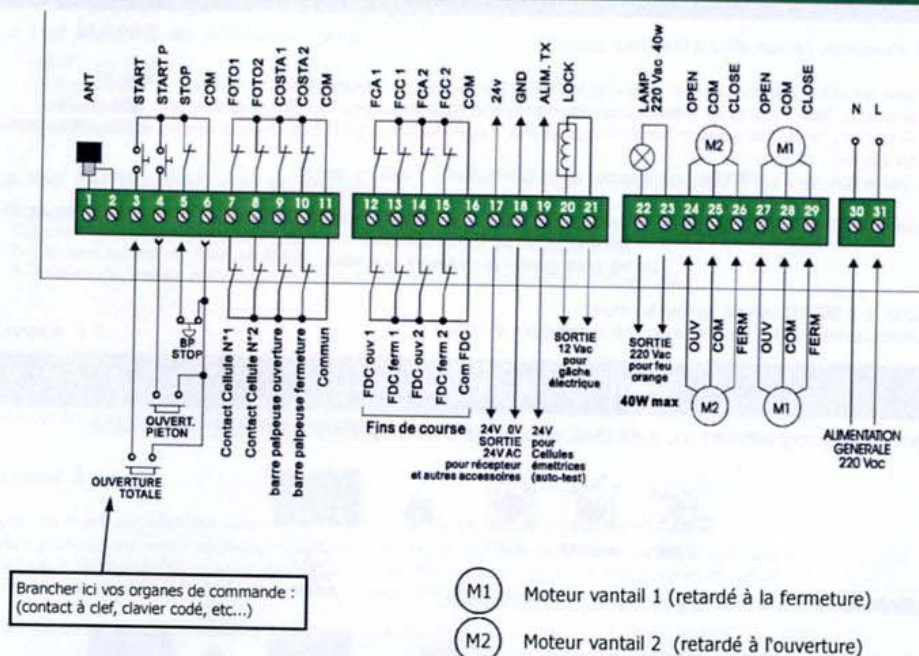 ANT
START
START P
STOP
COM
FOTO1
FOTO2
COSTA 1
COSTA 2
COM
FCA 1
FCC 1
FCA 2
FCC 2
COM
24v
GND
ALIM. TX
LOCK
LAMP
220 Vac 40w
OPEN
COM
CLOSE
OPEN
COM
CLOSE
N
L
M2
M1
1 2 3 4 5 6 7 8 9 10 11
12 13 14 15 16 17 18 19 20 21
22 23 24 25 26 27 28 29
30 31
BP
STOP
OUVERT.
PIETON
OUVERTURE
TOTALE
Contact Cellule N°1
Contact Cellule N°2
barre palpeuse ouverture
barre palpeuse fermeture
Commun
FDC ouv 1
FDC ferm 1
FDC ouv 2
FDC ferm 2
Com FDC
Fins de course
24V 0V
SORTIE
24V AC
pour récepteur
et autres accessoires
24V
pour
Cellules
émettrices
(auto-test)
SORTIE
12 Vac
pour
gâche
électrique
SORTIE
220 Vac
pour feu
orange
40W max
OUV
COM
FERM
OUV
COM
FERM
M2
M1
ALIMENTATION
GENERALE
220 Vac
Brancher ici vos organes de commande :
(contact à clef, clavier codé, etc...)
M1 Moteur vantail 1 (retardé à la fermeture)
M2 Moteur vantail 2 (retardé à l'ouverture)